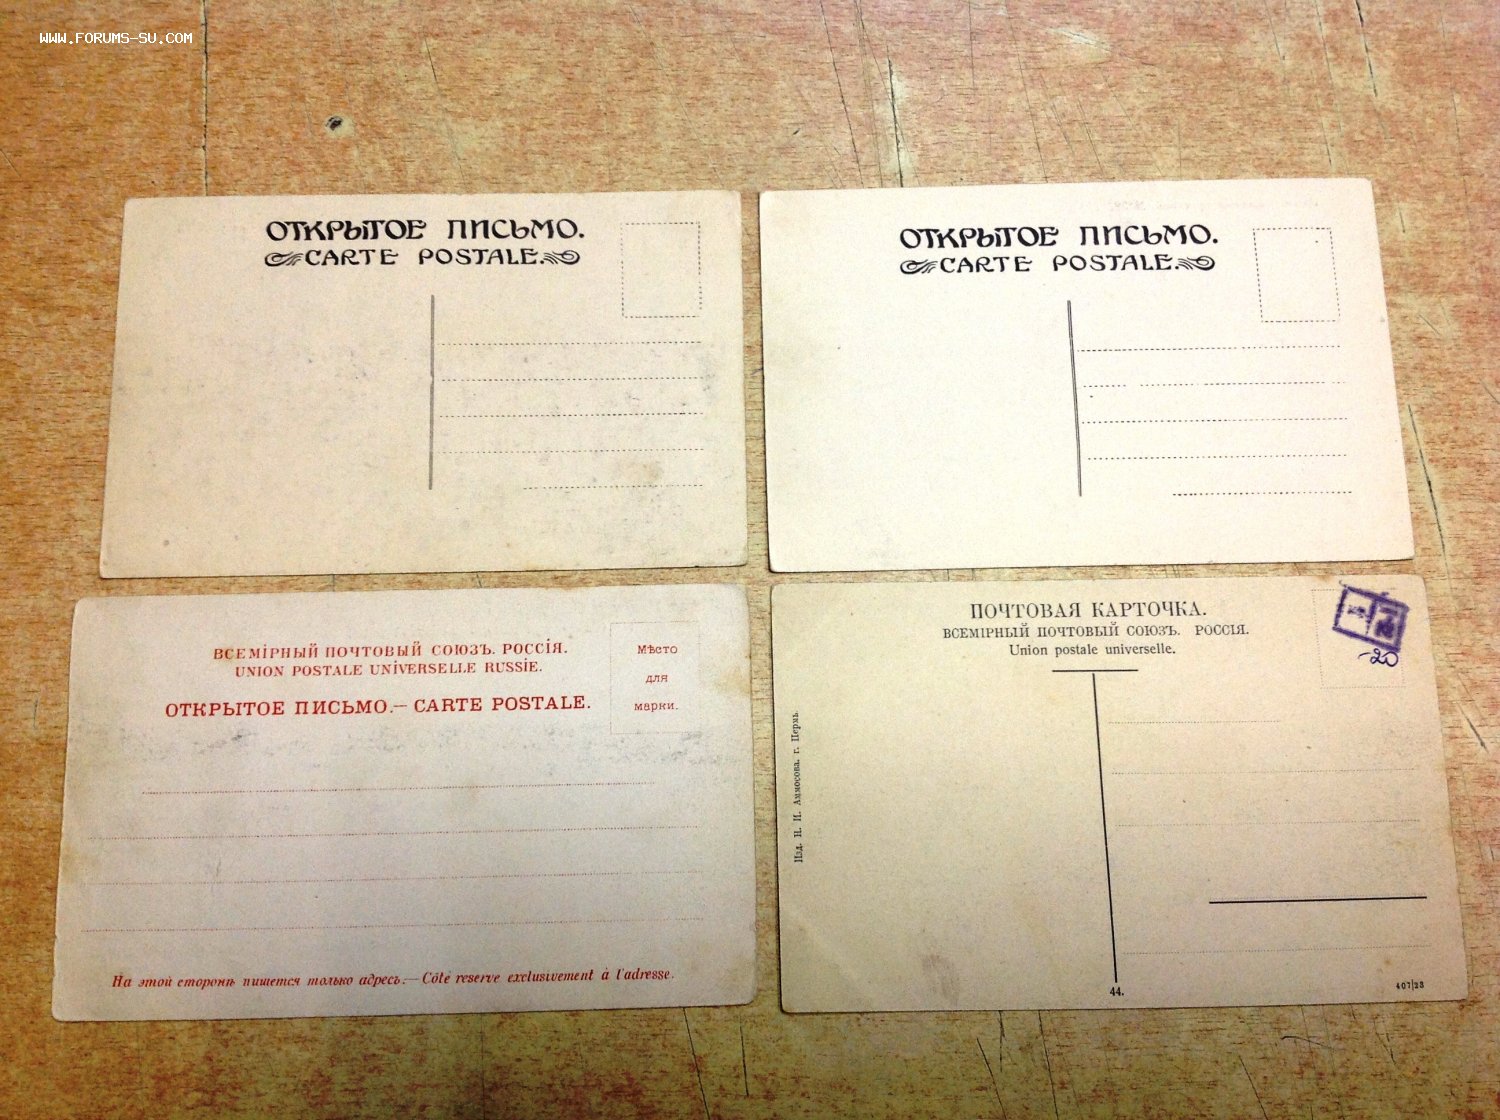 WWW.FORUMS-SU.COM
ОТКРЫТОЕ ПИСЬМО.
CARTE POSTALE.
ОТКРЫТОЕ ПИСЬМО.
CARTE POSTALE.
ВСЕМІРНЫЙ ПОЧТОВЫЙ СОЮЗЪ. РОССІЯ.
UNION POSTALE UNIVERSELLE RUSSIE.
ОТКРЫТОЕ ПИСЬМО.— CARTE POSTALE.
Мѣсто
для
марки.
На этой сторонѣ пишется только адресъ.— Côté reserve exclusivement à l'adresse.
ПОЧТОВАЯ КАРТОЧКА.
ВСЕМІРНЫЙ ПОЧТОВЫЙ СОЮЗЪ. РОССІЯ.
Union postale universelle.
-20
Изд. И. И. Аммосова. г. Пермь
44.
407|23